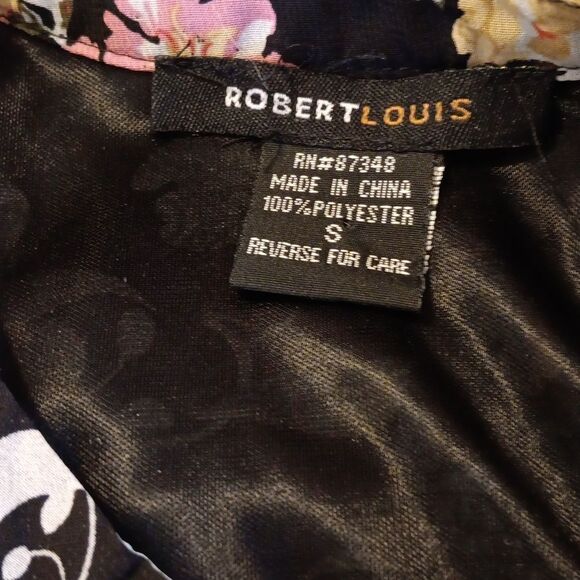 ROBERTLOUIS
RN#87348
MADE IN CHINA
100%POLYESTER
S
REVERSE FOR CARE